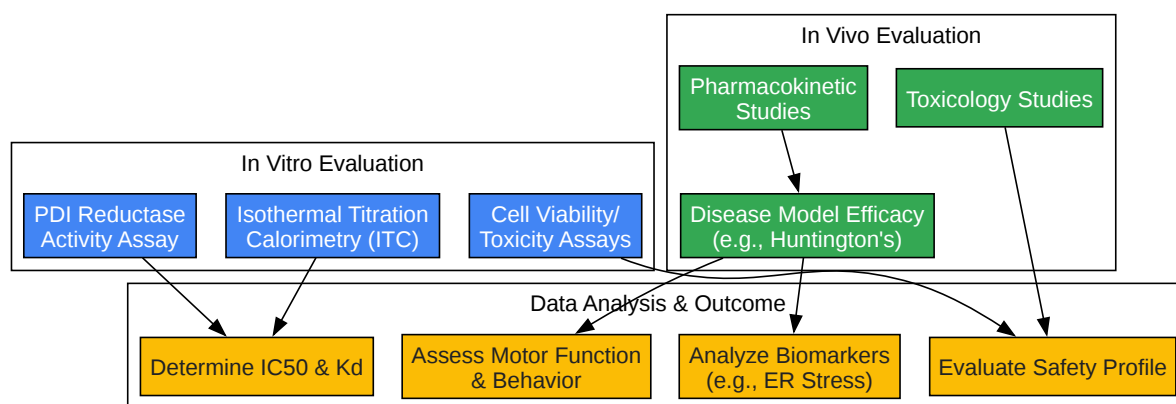 In Vivo Evaluation
Pharmacokinetic
Studies
Toxicology Studies
In Vitro Evaluation
PDI Reductase
Activity Assay
Isothermal Titration
Calorimetry (ITC)
Cell Viability/
Toxicity Assays
Disease Model Efficacy
(e.g., Huntington's)
Data Analysis & Outcome
Determine IC50 & Kd
Assess Motor Function
& Behavior
Analyze Biomarkers
(e.g., ER Stress)
Evaluate Safety Profile